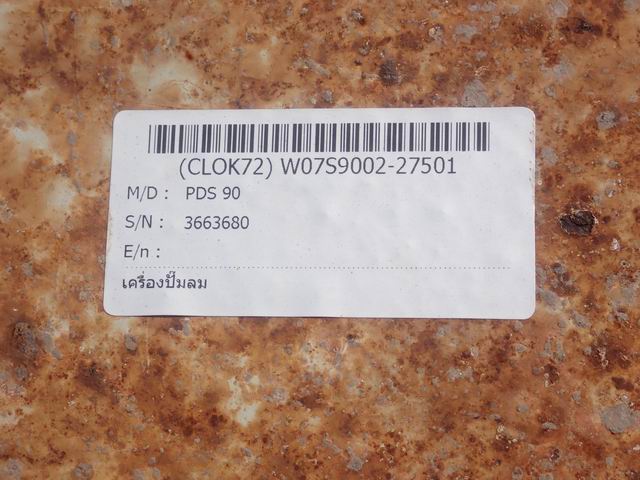 (CLOK72) W07S9002-27501
M/D : PDS 90
S/N : 3663680
E/n :
เครื่องปั๊มลม